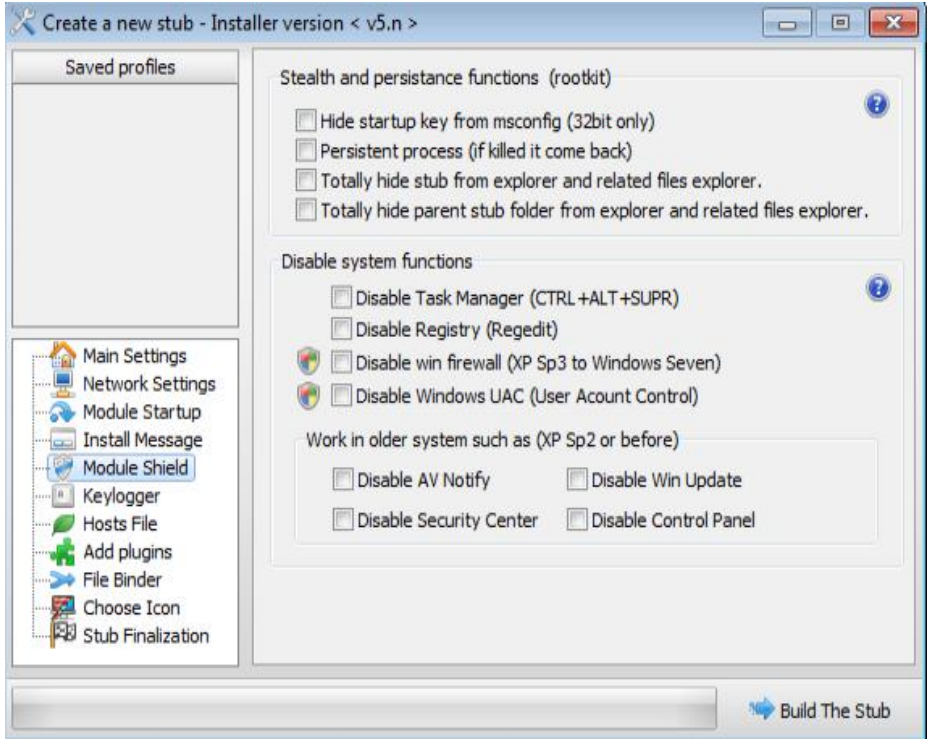 Create a new stub - Installer version < v5.n >
Saved profiles
Main Settings
Network Settings
Module Startup
Install Message
Module Shield
Keylogger
Hosts File
Add plugins
File Binder
Choose Icon
Stub Finalization
Stealth and persistance functions (rootkit)
Hide startup key from msconfig (32bit only)
Persistent process (if killed it come back)
Totally hide stub from explorer and related files explorer.
Totally hide parent stub folder from explorer and related files explorer.
Disable system functions
Disable Task Manager (CTRL+ALT+SUPR)
Disable Registry (Regedit)
Disable win firewall (XP Sp3 to Windows Seven)
Disable Windows UAC (User Acount Control)
Work in older system such as (XP Sp2 or before)
Disable AV Notify
Disable Win Update
Disable Security Center
Disable Control Panel
Build The Stub